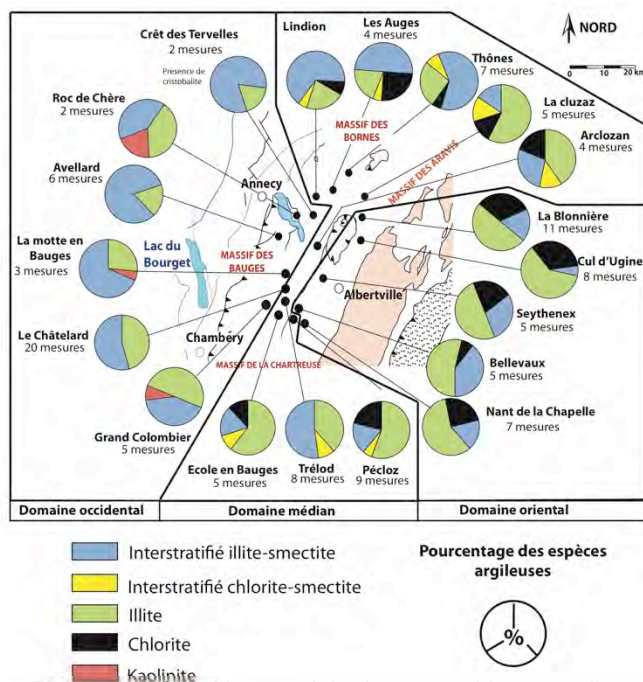 Crêt des Tervelles
2 mesures
Presence de
cristobalite
Lindion
Les Auges
4 mesures
NORD
0 10 20 km
Thônes
7 mesures
Roc de Chère
2 mesures
La cluzaz
5 mesures
MASSIF DES
BORNES
Arclozan
4 mesures
MASSIF DES ARAVIS
Avellard
6 mesures
Annecy
La Blonnière
11 mesures
La motte en
Bauges
3 mesures
Lac du
Bourget
MASSIF DES
BAUGES
Cul d'Ugine
8 mesures
Albertville
Seythenex
5 mesures
Le Châtelard
20 mesures
Chambéry
MASSIF DE LA CHARTREUSE
Bellevaux
5 mesures
Grand Colombier
5 mesures
Nant de la Chapelle
7 mesures
Ecole en Bauges
5 mesures
Trélod
8 mesures
Pécloz
9 mesures
Domaine occidental
Domaine médian
Domaine oriental
Interstratifié illite-smectite
Interstratifié chlorite-smectite
Illite
Chlorite
Kaolinite
Pourcentage des espèces
argileuses
%